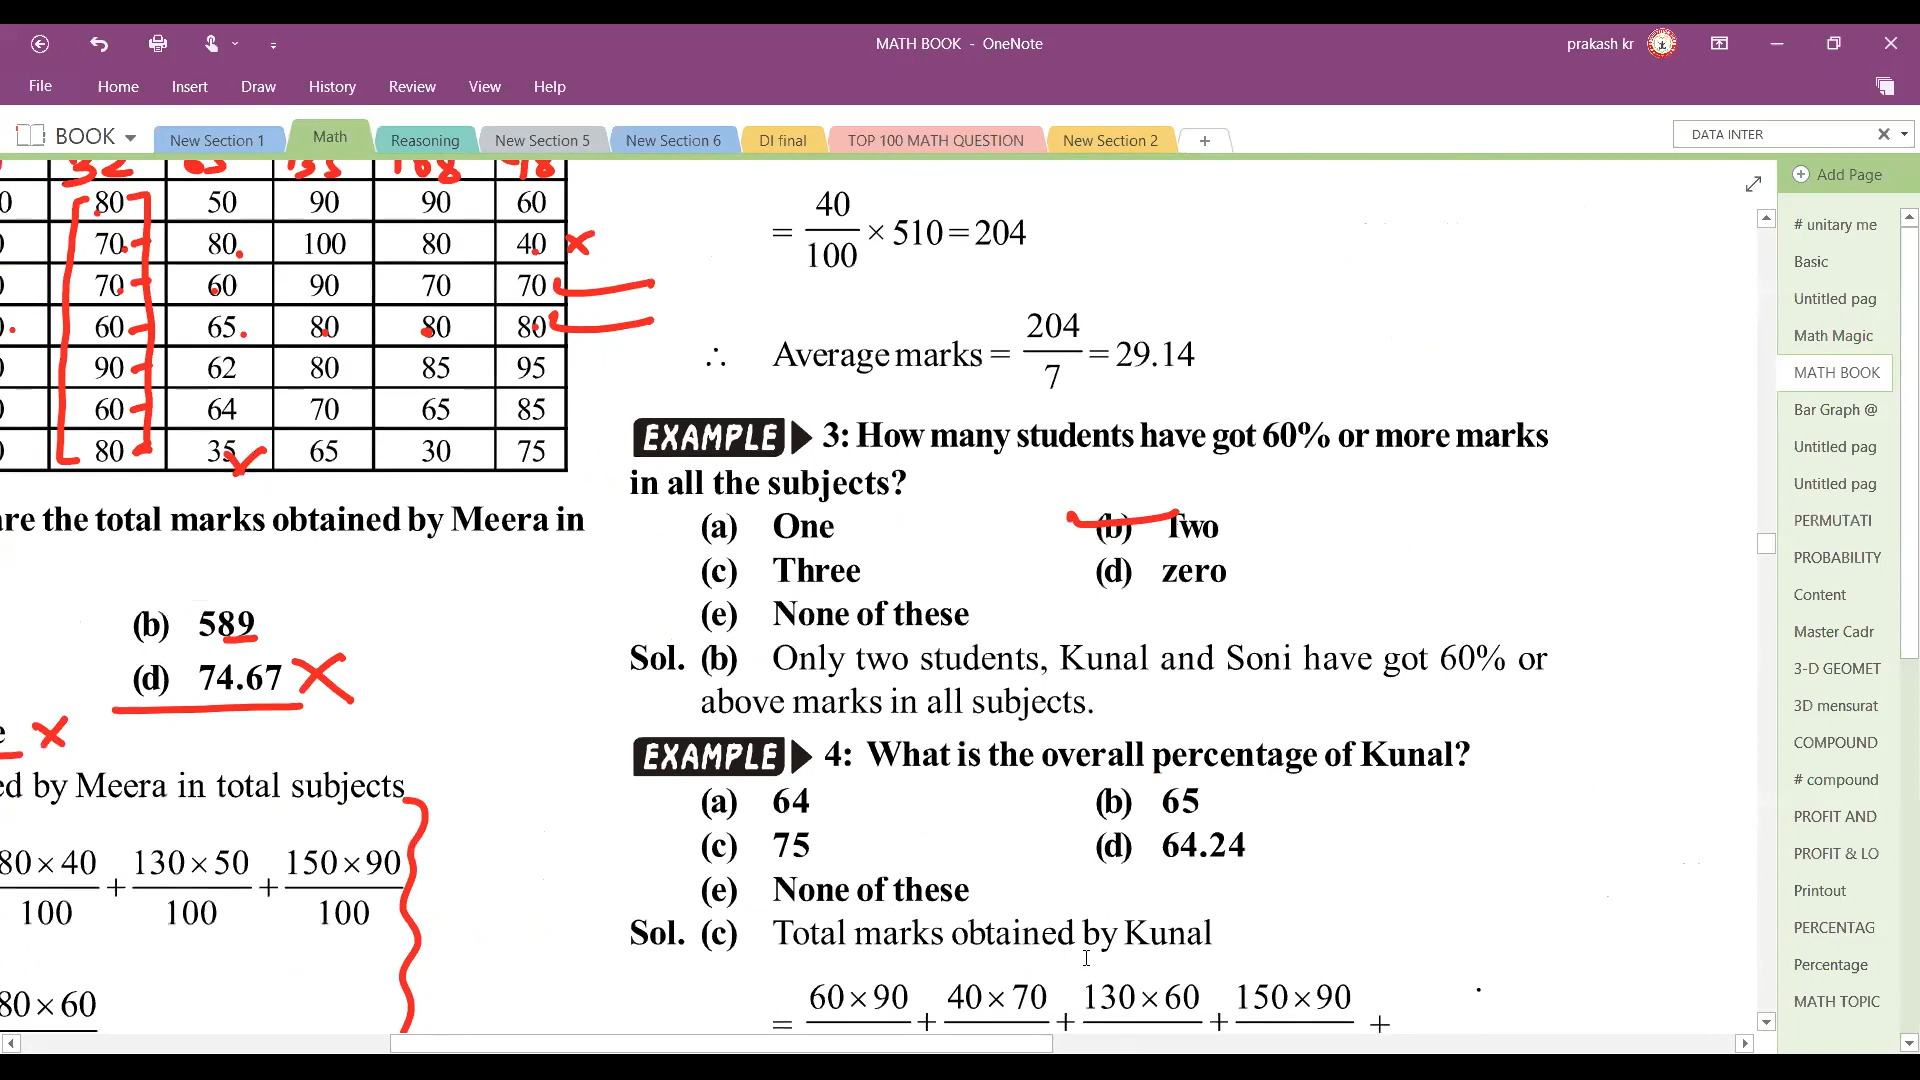 MATH BOOK - OneNote
prakash kr
File Home Insert Draw History Review View Help
BOOK New Section 1 Math Reasoning New Section 5 New Section 6 DI final TOP 100 MATH QUESTION New Section 2 +
DATA INTER
Add Page
# unitary me
Basic
Untitled pag
Math Magic
MATH BOOK
Bar Graph @
Untitled pag
Untitled pag
PERMUTATI
PROBABILITY
Content
Master Cadr
3-D GEOMET
3D mensurat
COMPOUND
# compound
PROFIT AND
PROFIT & LO
Printout
PERCENTAG
Percentage
MATH TOPIC
80 50 90 90 60
70 80 100 80 40
70 60 90 70 70
60 65 80 80 80
90 62 80 85 95
60 64 70 65 85
80 35 65 30 75
are the total marks obtained by Meera in
(b) 589
(d) 74.67
e
ed by Meera in total subjects
80×40/100 + 130×50/100 + 150×90/100
80×60
= 40/100 × 510 = 204
∴ Average marks = 204/7 = 29.14
EXAMPLE 3: How many students have got 60% or more marks
in all the subjects?
(a) One (b) Two
(c) Three (d) zero
(e) None of these
Sol. (b) Only two students, Kunal and Soni have got 60% or
above marks in all subjects.
EXAMPLE 4: What is the overall percentage of Kunal?
(a) 64 (b) 65
(c) 75 (d) 64.24
(e) None of these
Sol. (c) Total marks obtained by Kunal
= 60×90 + 40×70 + 130×60 + 150×90 +